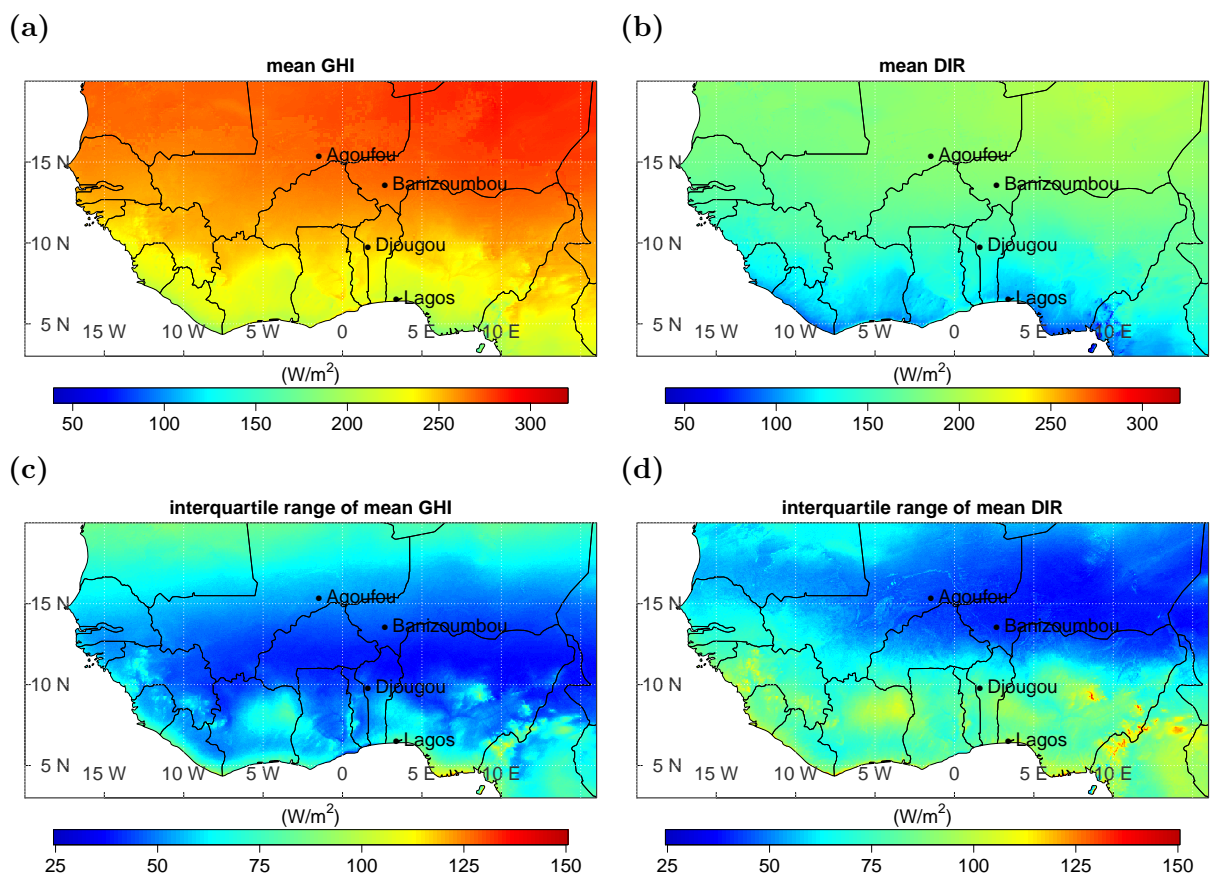 (a)
mean GHI
15 N
10 N
5 N
15 W
10 W
5 W
0
5 E
10 E
Agoufou
Banizoumbou
Djougou
Lagos
(W/m²)
50 100 150 200 250 300
(b)
mean DIR
15 N
10 N
5 N
15 W
10 W
5 W
0
5 E
10 E
Agoufou
Banizoumbou
Djougou
Lagos
(W/m²)
50 100 150 200 250 300
(c)
interquartile range of mean GHI
15 N
10 N
5 N
15 W
10 W
5 W
0
5 E
10 E
Agoufou
Banizoumbou
Djougou
Lagos
(W/m²)
25 50 75 100 125 150
(d)
interquartile range of mean DIR
15 N
10 N
5 N
15 W
10 W
5 W
0
5 E
10 E
Agoufou
Banizoumbou
Djougou
Lagos
(W/m²)
25 50 75 100 125 150